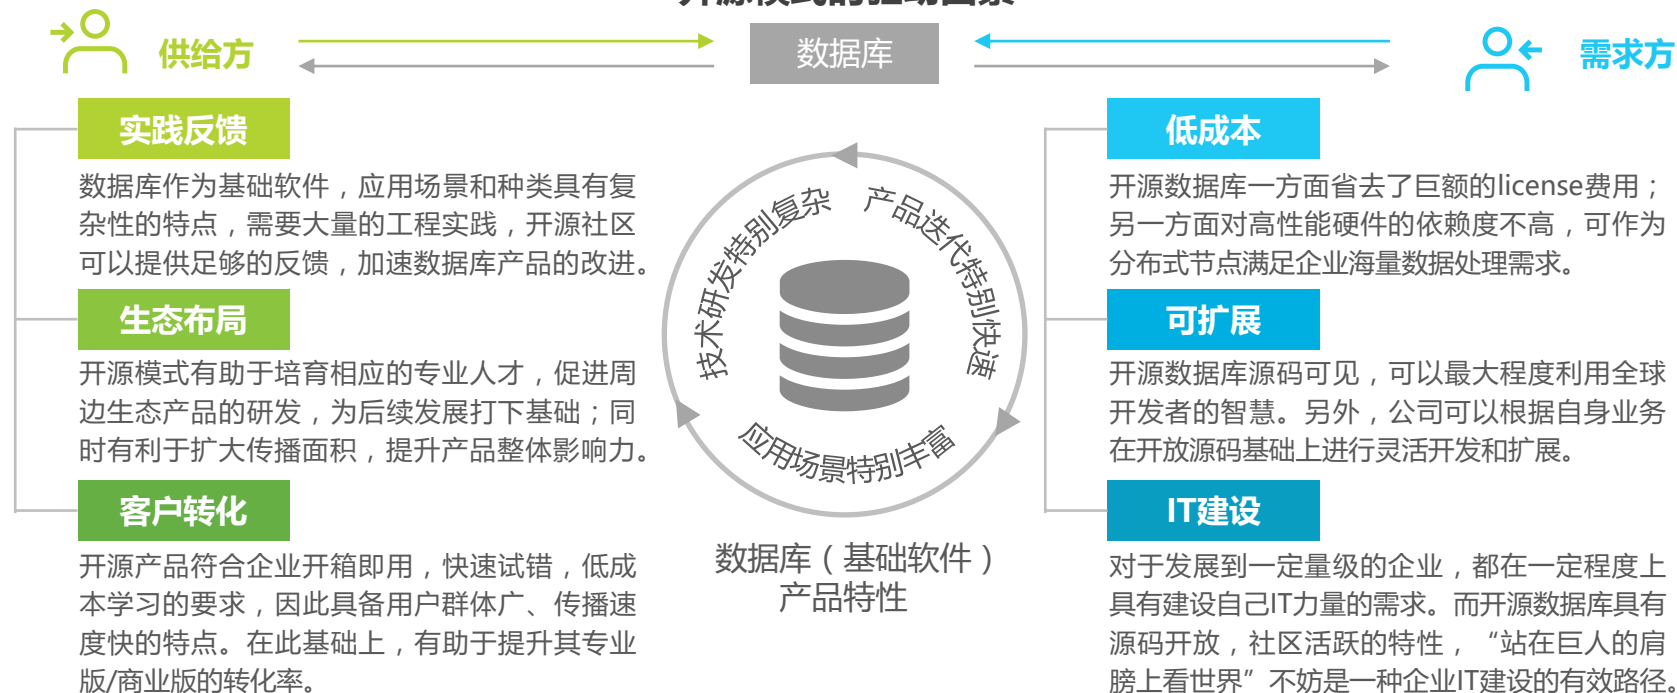 开源模式的驱动因素
供给方
数据库
需求方
实践反馈
数据库作为基础软件，应用场景和种类具有复
杂性的特点，需要大量的工程实践，开源社区
可以提供足够的反馈，加速数据库产品的改进。
生态布局
开源模式有助于培育相应的专业人才，促进周
边生态产品的研发，为后续发展打下基础；同
时有利于扩大传播面积，提升产品整体影响力。
客户转化
开源产品符合企业开箱即用，快速试错，低成
本学习的要求，因此具备用户群体广、传播速
度快的特点。在此基础上，有助于提升其专业
版/商业版的转化率。
技术研发特别复杂
产品迭代特别快速
应用场景特别丰富
数据库（基础软件）
产品特性
低成本
开源数据库一方面省去了巨额的license费用；
另一方面对高性能硬件的依赖度不高，可作为
分布式节点满足企业海量数据处理需求。
可扩展
开源数据库源码可见，可以最大程度利用全球
开发者的智慧。另外，公司可以根据自身业务
在开放源码基础上进行灵活开发和扩展。
IT建设
对于发展到一定量级的企业，都在一定程度上
具有建设自己IT力量的需求。而开源数据库具有
源码开放，社区活跃的特性，“站在巨人的肩
膀上看世界”不妨是一种企业IT建设的有效路径。